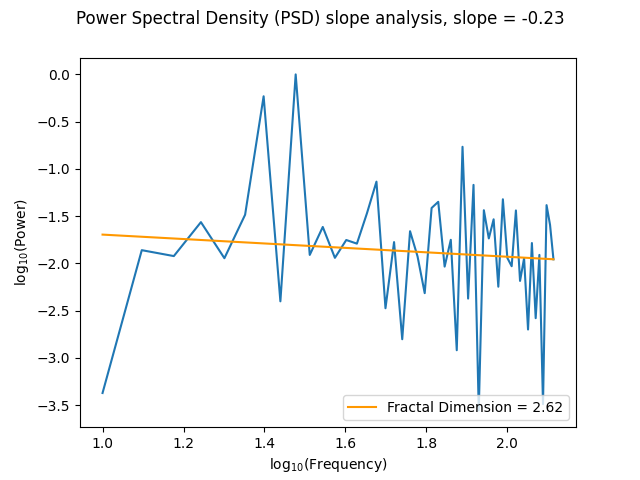 Power Spectral Density (PSD) slope analysis, slope = -0.23
0.0
−0.5
−1.0
−1.5
−2.0
−2.5
−3.0
−3.5
log10(Power)
Fractal Dimension = 2.62
1.0 1.2 1.4 1.6 1.8 2.0
log10(Frequency)